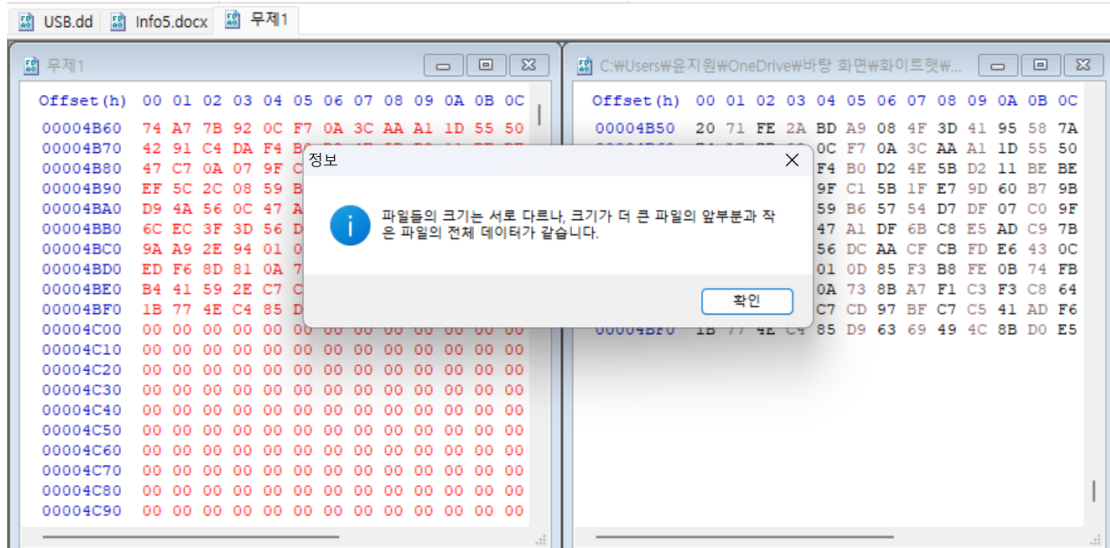 USB.dd Info5.docx 무제1
무제1
Offset(h) 00 01 02 03 04 05 06 07 08 09 0A 0B 0C
00004B60 74 A7 7B 92 0C F7 0A 3C AA A1 1D 55 50
00004B70 42 91 C4 DA F4
00004B80 47 C7 0A 07 9F
00004B90 EF 5C 2C 08 59
00004BA0 D9 4A 56 0C 47
00004BB0 6C EC 3F 3D 56
00004BC0 9A A9 2E 94 01
00004BD0 ED F6 8D 81 0A
00004BE0 B4 41 59 2E C7
00004BF0 1B 77 4E C4 85
00004C00 00 00 00 00 00 00 00 00 00 00 00 00 00
00004C10 00 00 00 00 00 00 00 00 00 00 00 00 00
00004C20 00 00 00 00 00 00 00 00 00 00 00 00 00
00004C30 00 00 00 00 00 00 00 00 00 00 00 00 00
00004C40 00 00 00 00 00 00 00 00 00 00 00 00 00
00004C50 00 00 00 00 00 00 00 00 00 00 00 00 00
00004C60 00 00 00 00 00 00 00 00 00 00 00 00 00
00004C70 00 00 00 00 00 00 00 00 00 00 00 00 00
00004C80 00 00 00 00 00 00 00 00 00 00 00 00 00
00004C90 00 00 00 00 00 00 00 00 00 00 00 00 00
정보
파일들의 크기는 서로 다르나, 크기가 더 큰 파일의 앞부분과 작
은 파일의 전체 데이터가 같습니다.
확인
C:₩Users₩윤지원₩OneDrive₩바탕 화면₩화이트햇₩...
Offset(h) 00 01 02 03 04 05 06 07 08 09 0A 0B 0C
00004B50 20 71 FE 2A BD A9 08 4F 3D 41 95 58 7A
0C F7 0A 3C AA A1 1D 55 50
F4 B0 D2 4E 5B D2 11 BE BE
9F C1 5B 1F E7 9D 60 B7 9B
59 B6 57 54 D7 DF 07 C0 9F
47 A1 DF 6B C8 E5 AD C9 7B
56 DC AA CF CB FD E6 43 0C
01 0D 85 F3 B8 FE 0B 74 FB
0A 73 8B A7 F1 C3 F3 C8 64
C7 CD 97 BF C7 C5 41 AD F6
00004BF0 1B 77 4E C4 85 D9 63 69 49 4C 8B D0 E5